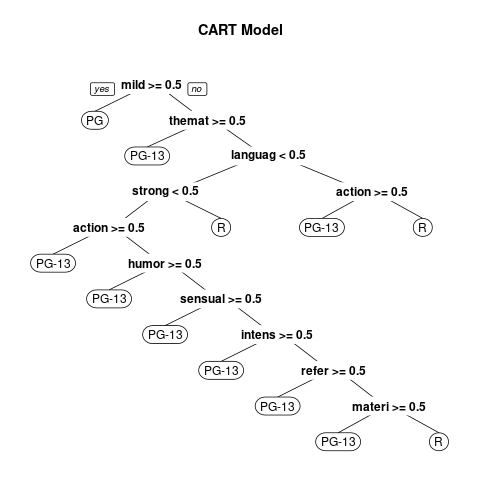 CART Model
yes mild >= 0.5 no
PG themat >= 0.5
PG-13 languag < 0.5
strong < 0.5 action >= 0.5
action >= 0.5 R PG-13 R
PG-13 humor >= 0.5
PG-13 sensual >= 0.5
PG-13 intens >= 0.5
PG-13 refer >= 0.5
PG-13 materi >= 0.5
PG-13 R